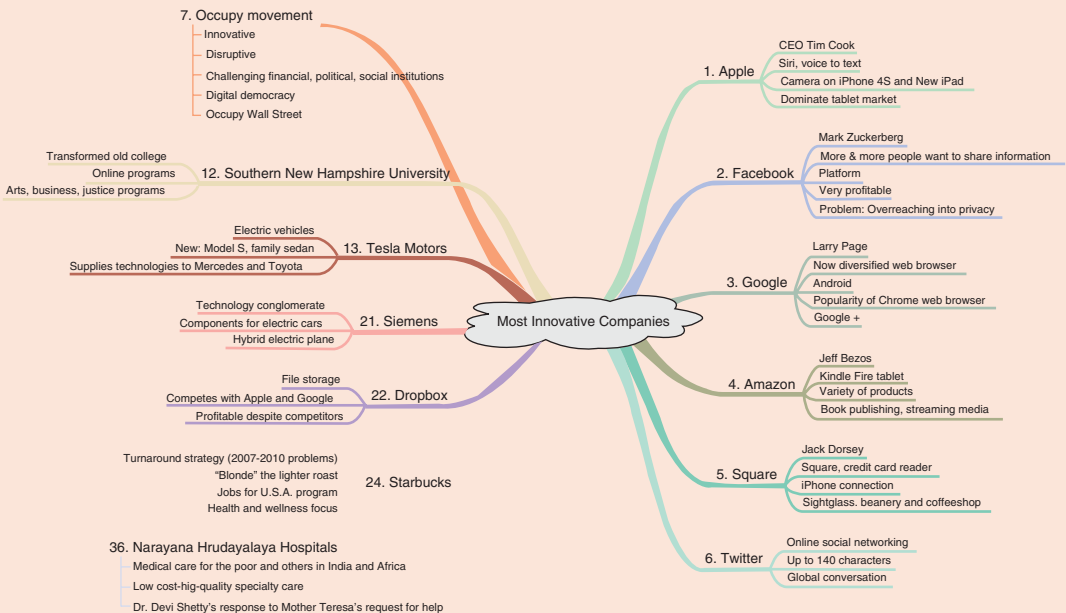 7. Occupy movement
Innovative
Disruptive
Challenging financial, political, social institutions
Digital democracy
Occupy Wall Street
12. Southern New Hampshire University
Transformed old college
Online programs
Arts, business, justice programs
13. Tesla Motors
Electric vehicles
New: Model S, family sedan
Supplies technologies to Mercedes and Toyota
21. Siemens
Technology conglomerate
Components for electric cars
Hybrid electric plane
22. Dropbox
File storage
Competes with Apple and Google
Profitable despite competitors
24. Starbucks
Turnaround strategy (2007-2010 problems)
“Blonde” the lighter roast
Jobs for U.S.A. program
Health and wellness focus
36. Narayana Hrudayalaya Hospitals
Medical care for the poor and others in India and Africa
Low cost-hig-quality specialty care
Dr. Devi Shetty’s response to Mother Teresa’s request for help
Most Innovative Companies
1. Apple
CEO Tim Cook
Siri, voice to text
Camera on iPhone 4S and New iPad
Dominate tablet market
2. Facebook
Mark Zuckerberg
More & more people want to share information
Platform
Very profitable
Problem: Overreaching into privacy
3. Google
Larry Page
Now diversified web browser
Android
Popularity of Chrome web browser
Google +
4. Amazon
Jeff Bezos
Kindle Fire tablet
Variety of products
Book publishing, streaming media
5. Square
Jack Dorsey
Square, credit card reader
iPhone connection
Sightglass. beanery and coffeeshop
6. Twitter
Online social networking
Up to 140 characters
Global conversation